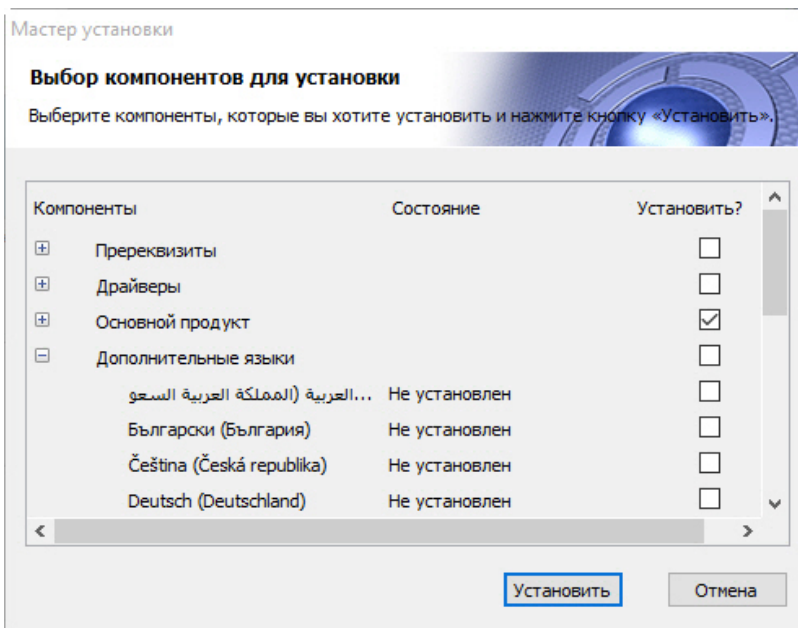 Мастер установки
Выбор компонентов для установки
Выберите компоненты, которые вы хотите установить и нажмите кнопку «Установить».
Компоненты Состояние Установить?
Пререквизиты
Драйверы
Основной продукт
Дополнительные языки
العربية (المملكة العربية السعو... Не установлен
Български (България) Не установлен
Čeština (Česká republika) Не установлен
Deutsch (Deutschland) Не установлен
Установить Отмена